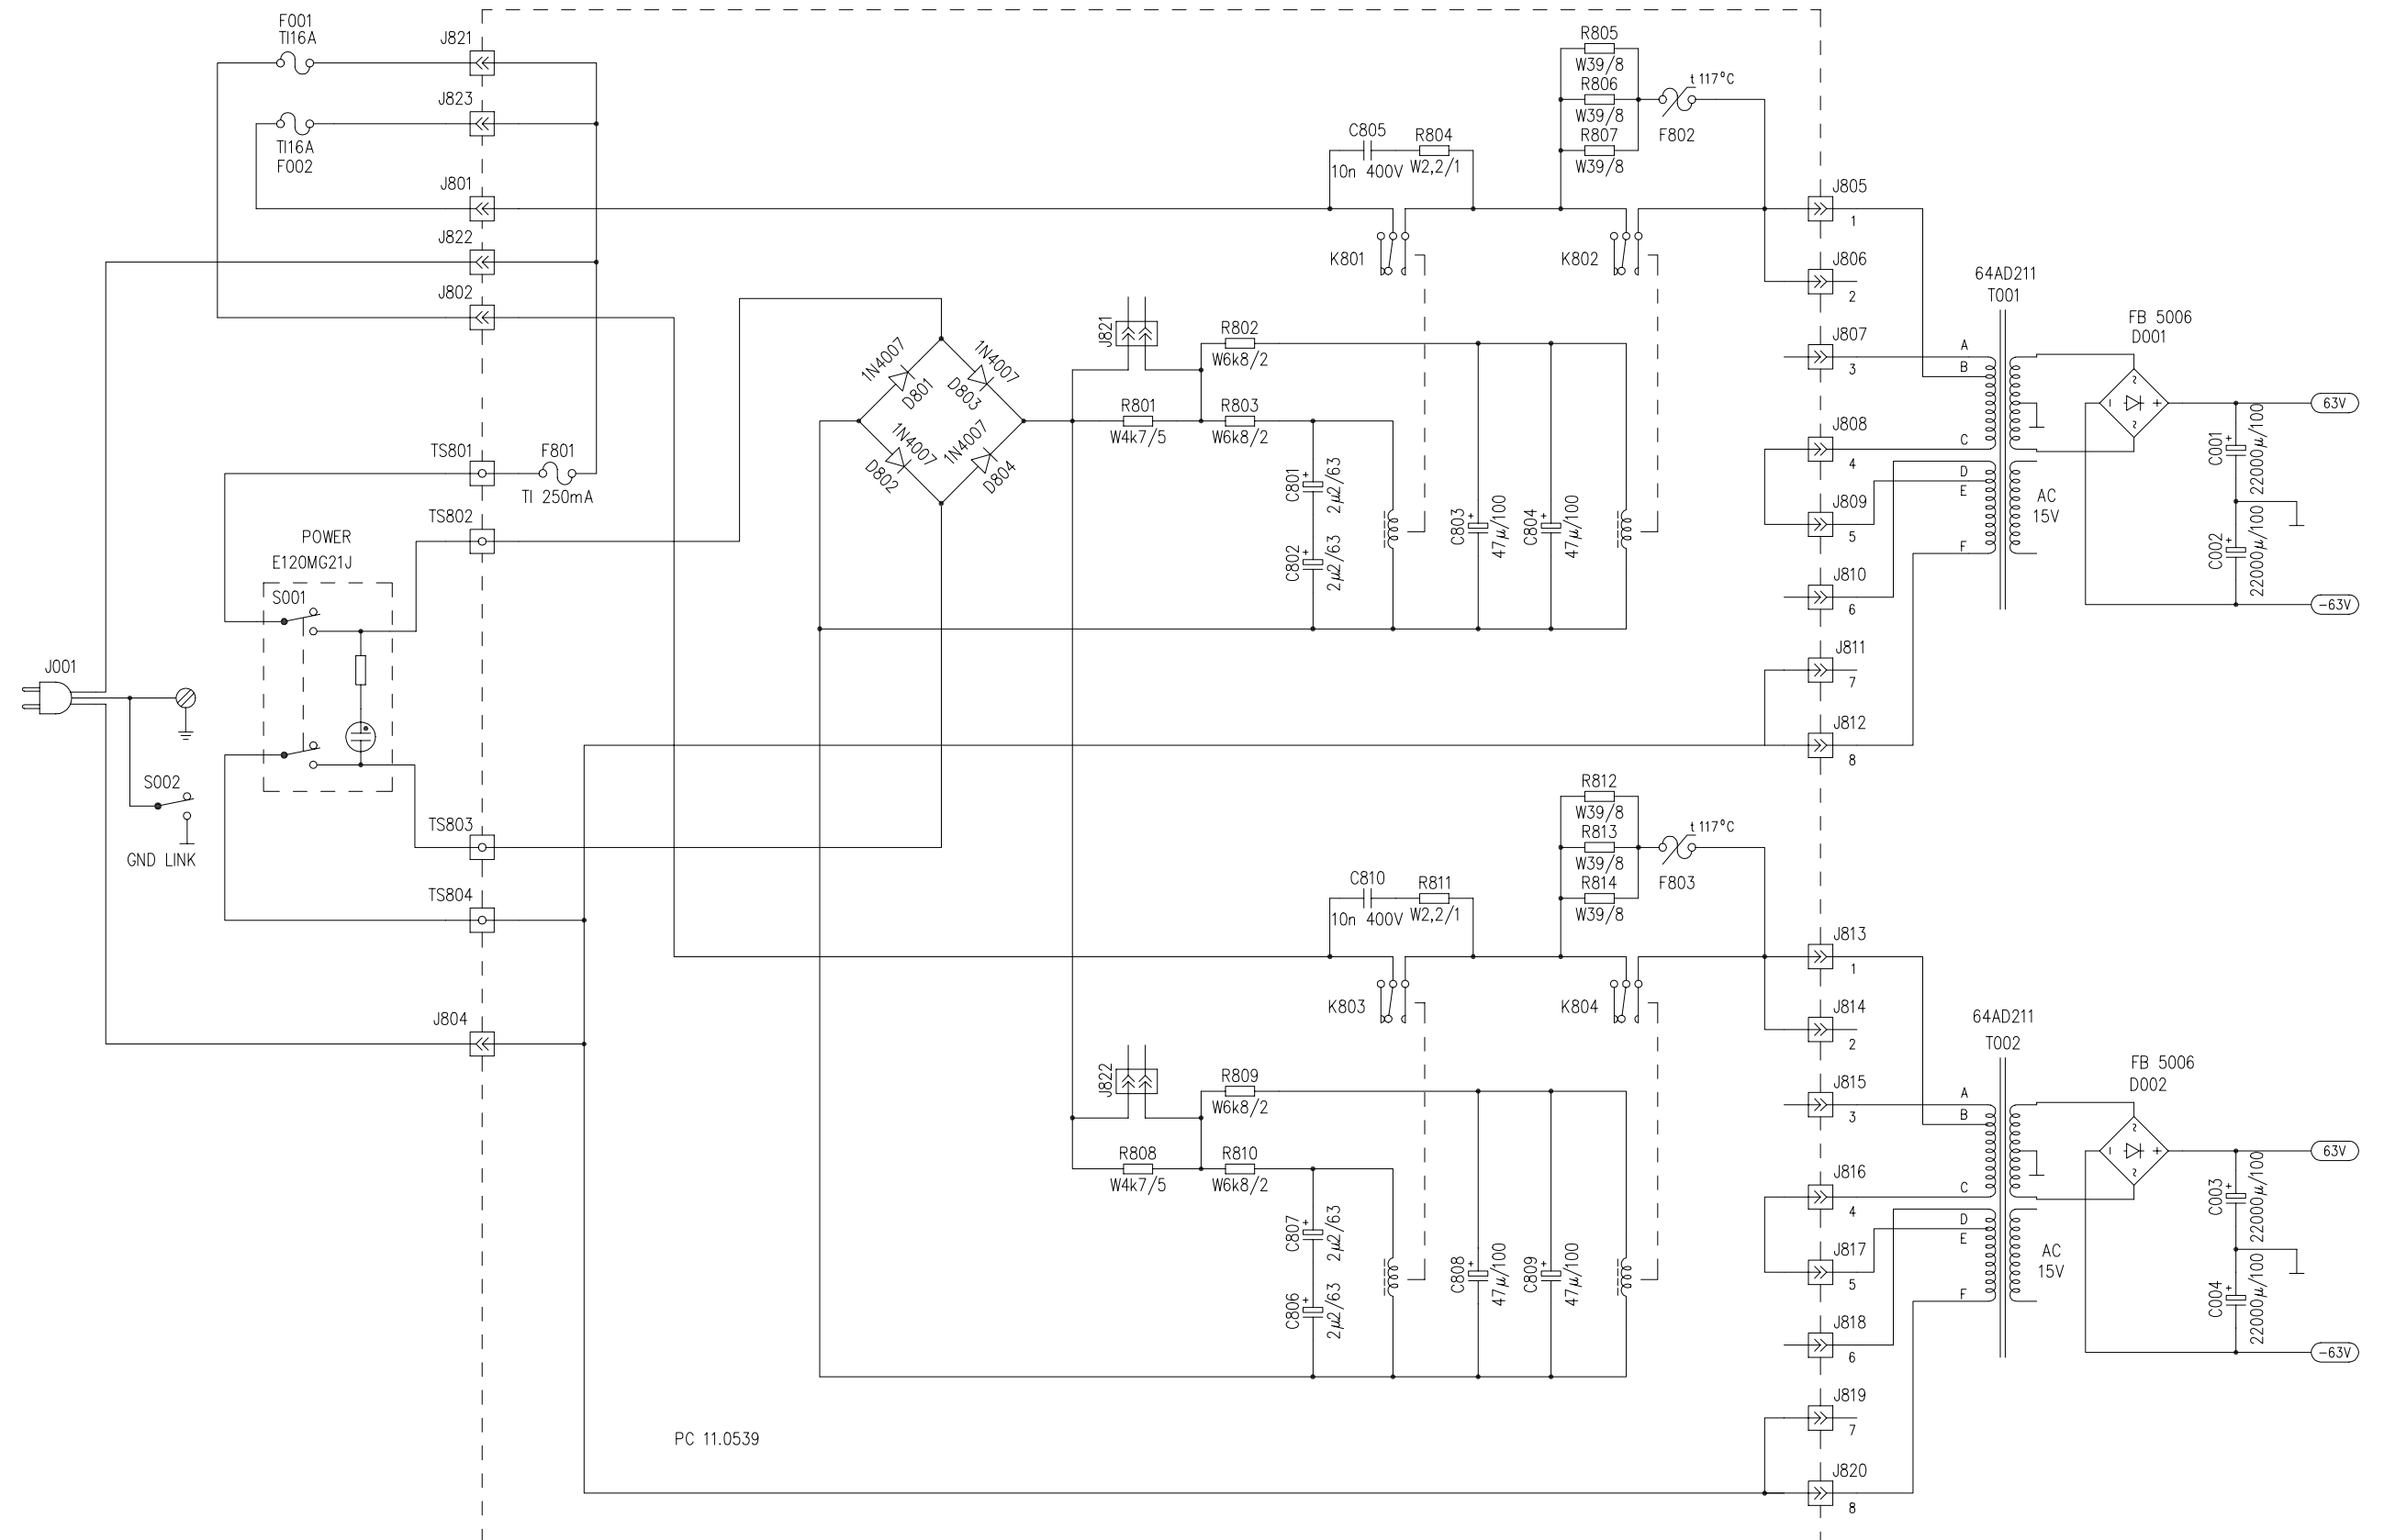 F001
T116A
J821
J823
T116A
F002
J801
J822
J802
TS801
F801
T1 250mA
TS802
POWER
E120MG21J
S001
J001
S002
GND LINK
TS803
TS804
J804
1N4007
D801
1N4007
D803
1N4007
D802
1N4007
D804
R805
W39/8
R806
W39/8
R807
W39/8
t 117°C
F802
C805
10n 400V
R804
W2,2/1
K801
K802
J821
R802
W6k8/2
R801
W4k7/5
R803
W6k8/2
C801
+
2µ2/63
C802
+
2µ2/63
C803
+
47µ/100
C804
+
47µ/100
J805
1
J806
2
J807
3
J808
4
J809
5
J810
6
J811
7
J812
8
64AD211
T001
A
B
C
D
E
F
AC
15V
FB 5006
D001
~
- +
~
63V
C001
+
22000µ/100
C002
+
22000µ/100
-63V
R812
W39/8
R813
W39/8
R814
W39/8
t 117°C
F803
C810
10n 400V
R811
W2,2/1
K803
K804
J822
R809
W6k8/2
R808
W4k7/5
R810
W6k8/2
C807
+
2µ2/63
C806
+
2µ2/63
C808
+
47µ/100
C809
+
47µ/100
J813
1
J814
2
J815
3
J816
4
J817
5
J818
6
J819
7
J820
8
64AD211
T002
A
B
C
D
E
F
AC
15V
FB 5006
D002
~
- +
~
63V
C003
+
22000µ/100
C004
+
22000µ/100
-63V
PC 11.0539